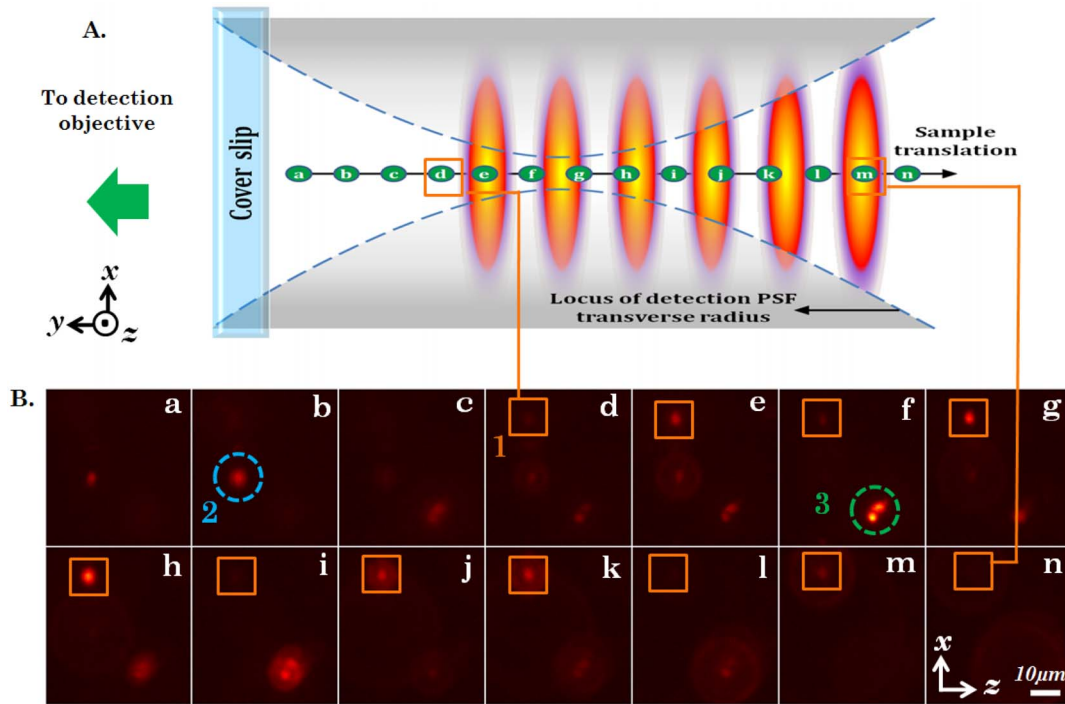 A.
To detection
objective
Cover slip
a b c d e f g h i j k l m n
Sample
translation
Locus of detection PSF
transverse radius
x
y
z
B.
a b c d e f g
1
2
3
h i j k l m n
x
z
10µm